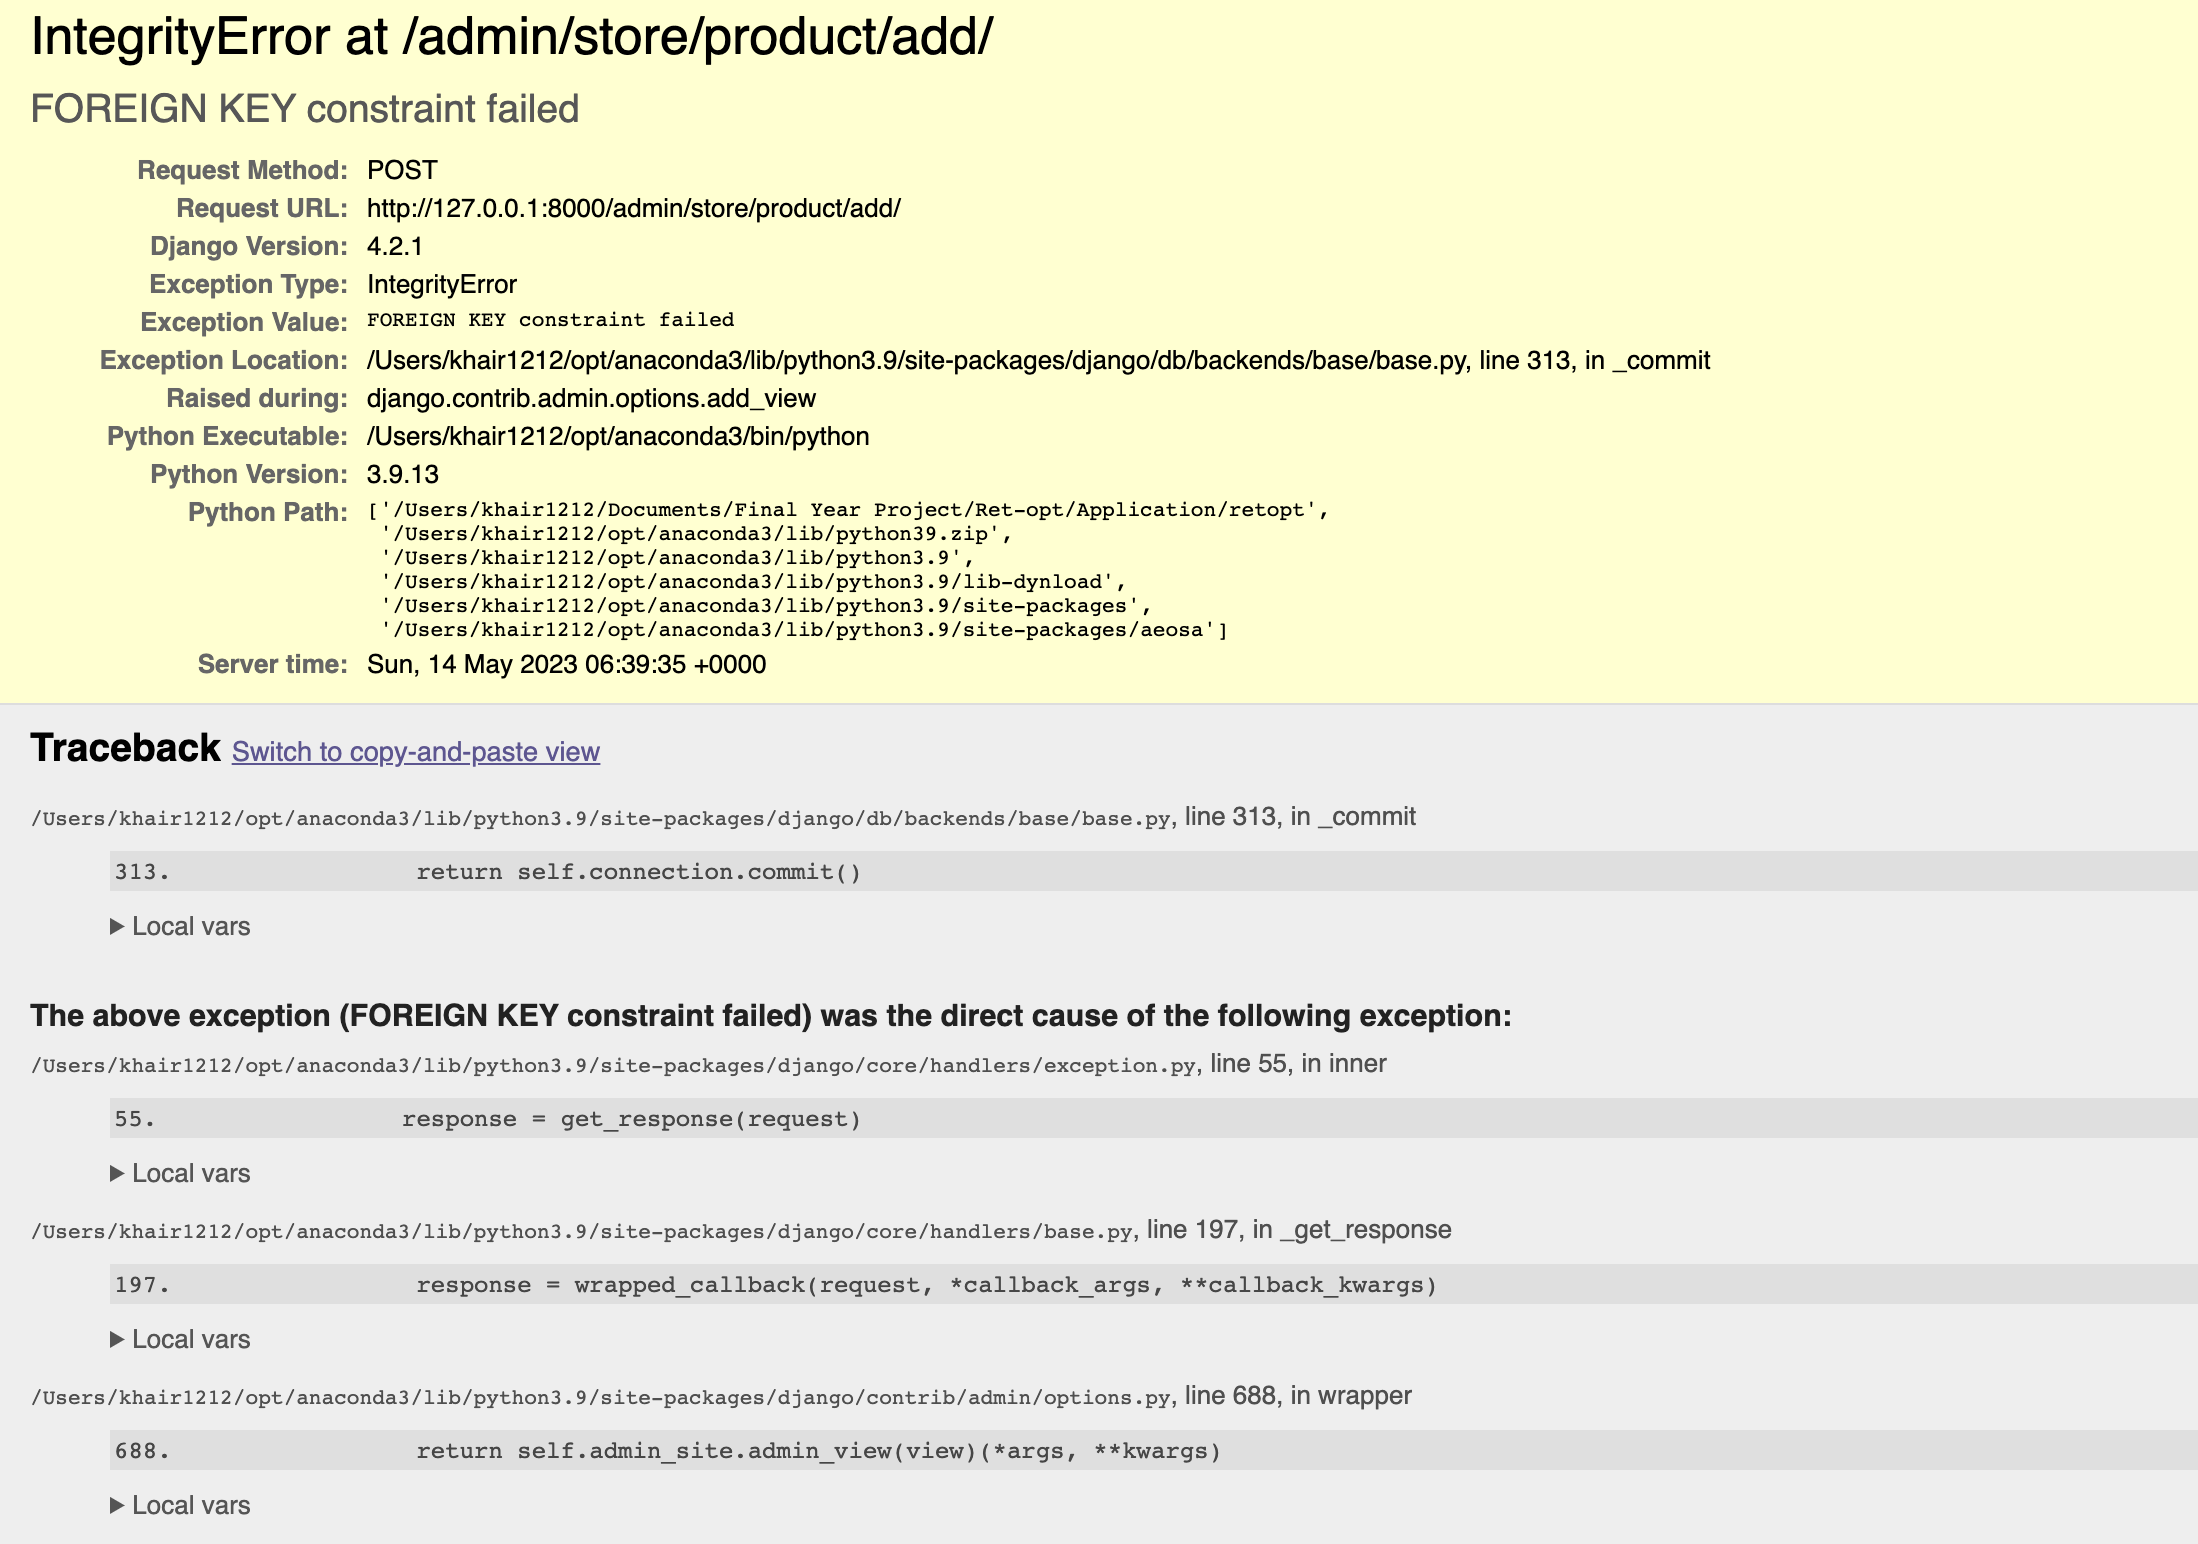 IntegrityError at /admin/store/product/add/
FOREIGN KEY constraint failed
Request Method: POST
Request URL: http://127.0.0.1:8000/admin/store/product/add/
Django Version: 4.2.1
Exception Type: IntegrityError
Exception Value: FOREIGN KEY constraint failed
Exception Location: /Users/khair1212/opt/anaconda3/lib/python3.9/site-packages/django/db/backends/base/base.py, line 313, in _commit
Raised during: django.contrib.admin.options.add_view
Python Executable: /Users/khair1212/opt/anaconda3/bin/python
Python Version: 3.9.13
Python Path: ['/Users/khair1212/Documents/Final Year Project/Ret-opt/Application/retopt',
'/Users/khair1212/opt/anaconda3/lib/python39.zip',
'/Users/khair1212/opt/anaconda3/lib/python3.9',
'/Users/khair1212/opt/anaconda3/lib/python3.9/lib-dynload',
'/Users/khair1212/opt/anaconda3/lib/python3.9/site-packages',
'/Users/khair1212/opt/anaconda3/lib/python3.9/site-packages/aeosa']
Server time: Sun, 14 May 2023 06:39:35 +0000
Traceback Switch to copy-and-paste view
/Users/khair1212/opt/anaconda3/lib/python3.9/site-packages/django/db/backends/base/base.py, line 313, in _commit
313. return self.connection.commit()
▶ Local vars
The above exception (FOREIGN KEY constraint failed) was the direct cause of the following exception:
/Users/khair1212/opt/anaconda3/lib/python3.9/site-packages/django/core/handlers/exception.py, line 55, in inner
55. response = get_response(request)
▶ Local vars
/Users/khair1212/opt/anaconda3/lib/python3.9/site-packages/django/core/handlers/base.py, line 197, in _get_response
197. response = wrapped_callback(request, *callback_args, **callback_kwargs)
▶ Local vars
/Users/khair1212/opt/anaconda3/lib/python3.9/site-packages/django/contrib/admin/options.py, line 688, in wrapper
688. return self.admin_site.admin_view(view)(*args, **kwargs)
▶ Local vars